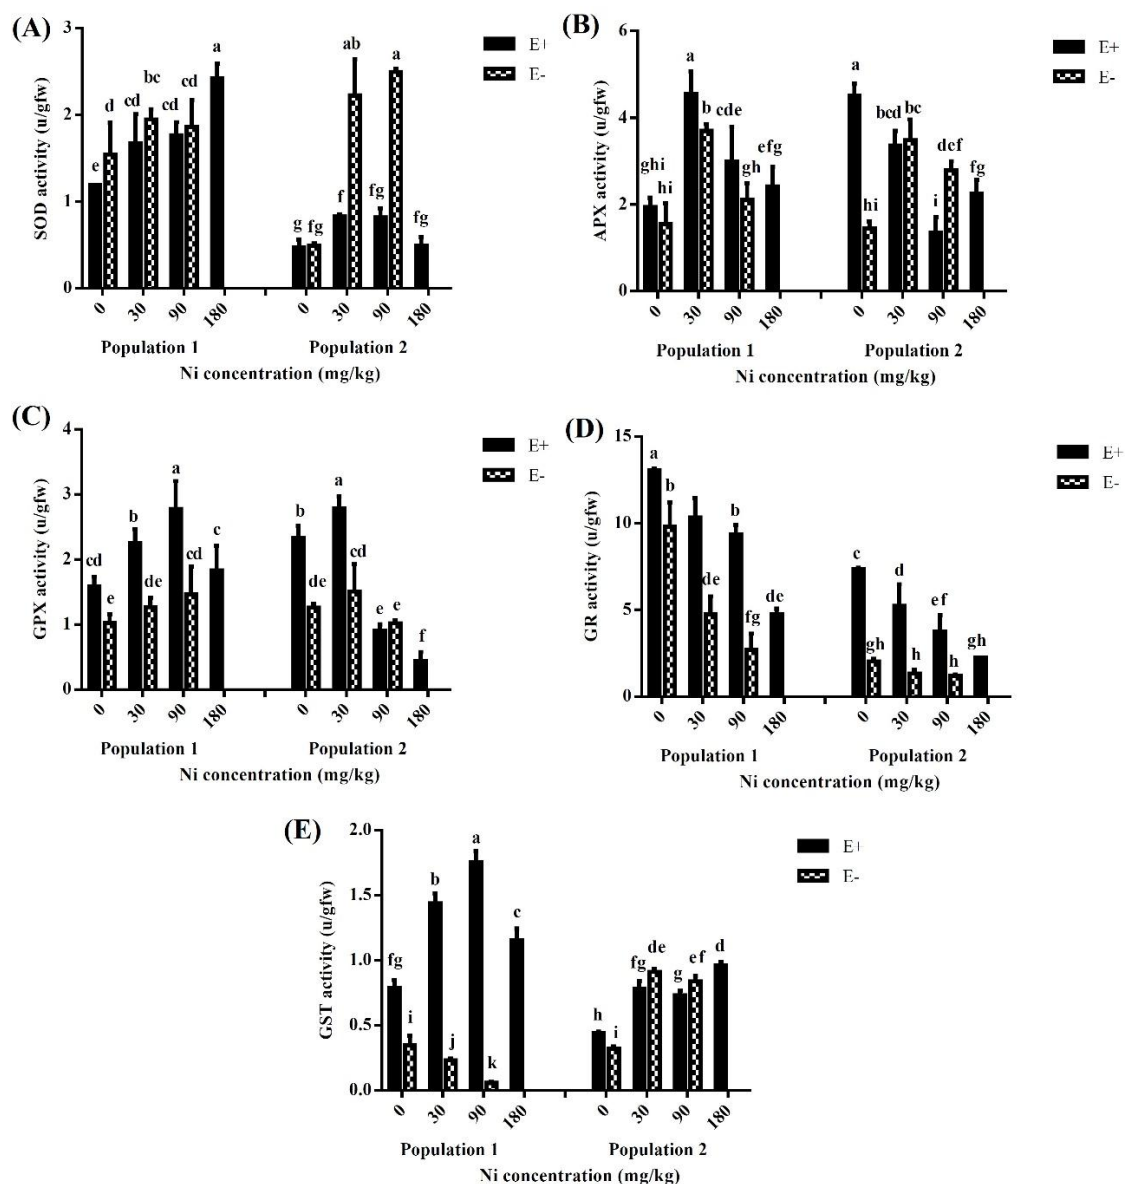 (A)
3
2
1
0
SOD activity (u/gfw)
e d cd bc cd cd a
g fg f ab fg a fg
0 30 90 180 0 30 90 180
Population 1 Population 2
Ni concentration (mg/kg)
E+
E-
(B)
6
4
2
0
APX activity (u/gfw)
ghi hi a b cde gh efg
a hi bcd bc i def fg
0 30 90 180 0 30 90 180
Population 1 Population 2
Ni concentration (mg/kg)
E+
E-
(C)
4
3
2
1
0
GPX activity (u/gfw)
cd e b de a cd c
b de a cd e e f
0 30 90 180 0 30 90 180
Population 1 Population 2
Ni concentration (mg/kg)
E+
E-
(D)
15
10
5
0
GR activity (u/gfw)
a b de b fg de
c gh d h ef h gh
0 30 90 180 0 30 90 180
Population 1 Population 2
Ni concentration (mg/kg)
E+
E-
(E)
2.0
1.5
1.0
0.5
0.0
GST activity (u/gfw)
fg i b j a k c
h i fg de g ef d
0 30 90 180 0 30 90 180
Population 1 Population 2
Ni concentration (mg/kg)
E+
E-